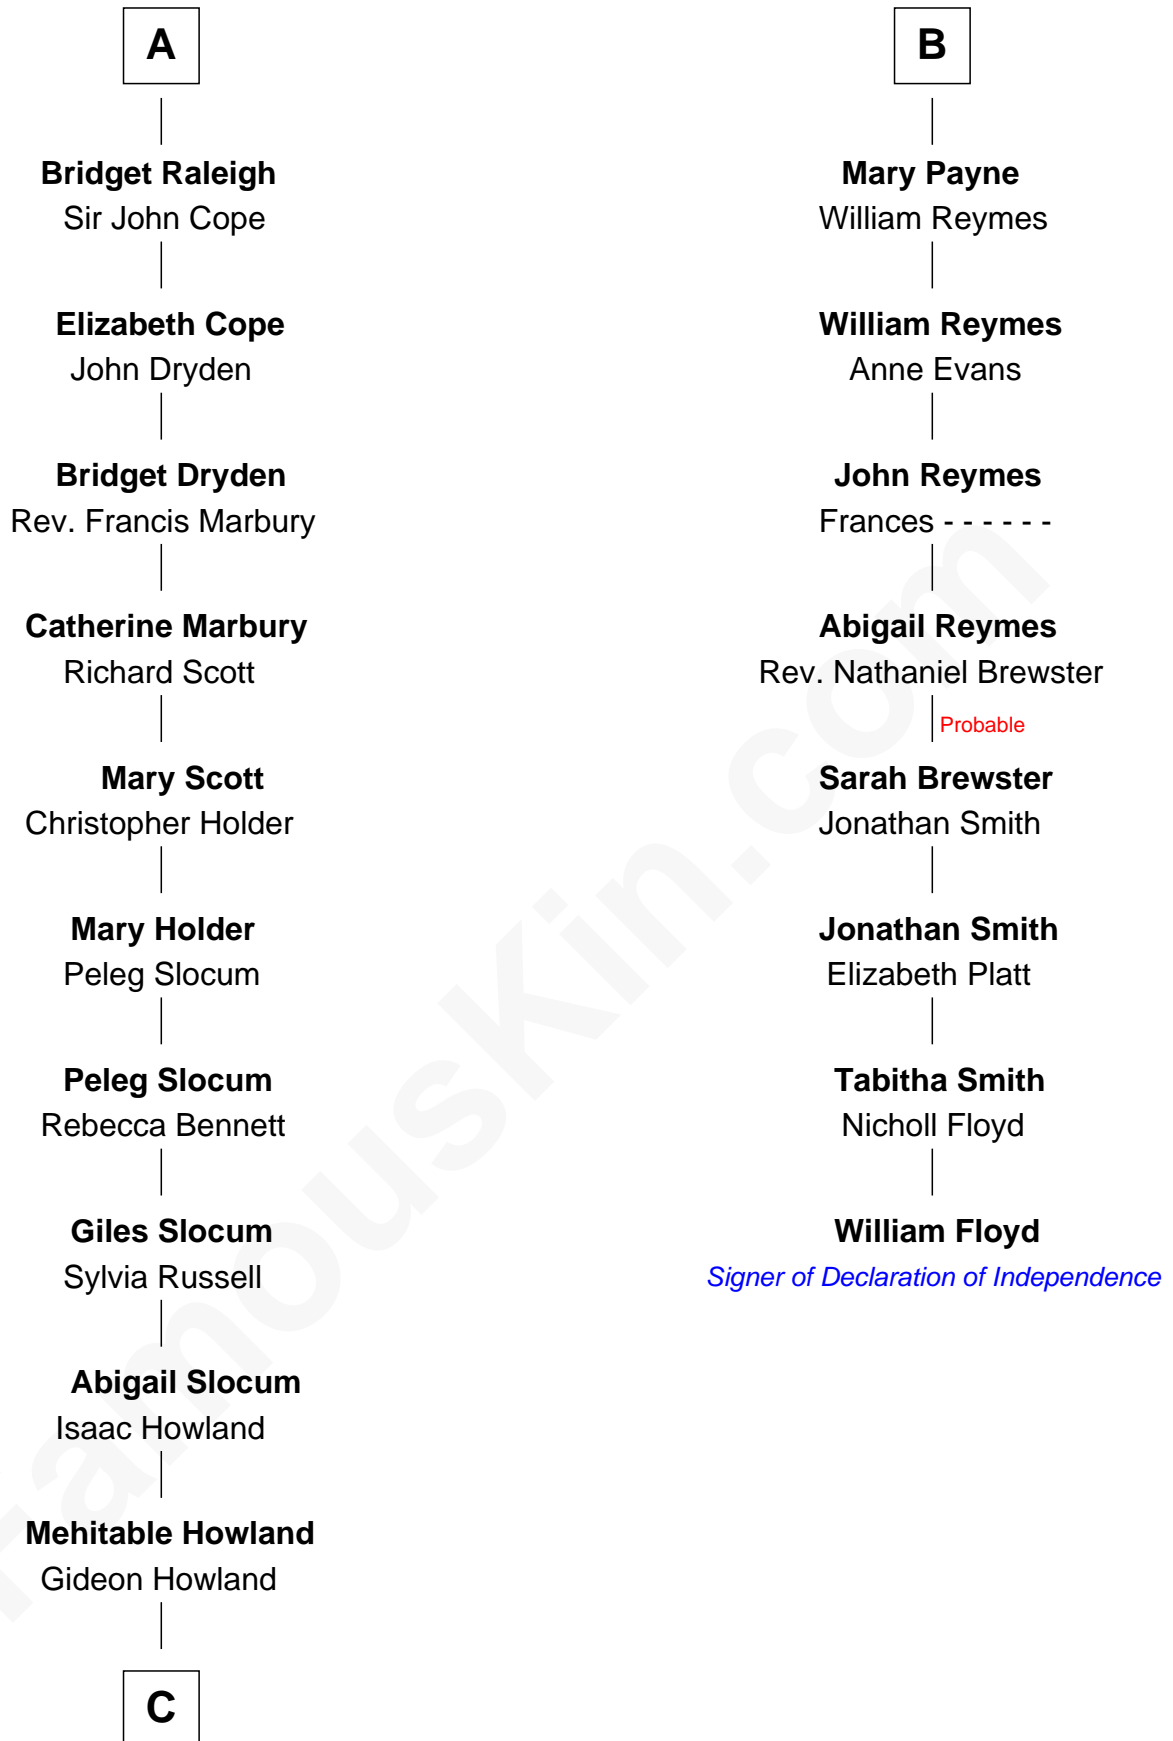 A
Bridget Raleigh
Sir John Cope
Elizabeth Cope
John Dryden
Bridget Dryden
Rev. Francis Marbury
Catherine Marbury
Richard Scott
Mary Scott
Christopher Holder
Mary Holder
Peleg Slocum
Peleg Slocum
Rebecca Bennett
Giles Slocum
Sylvia Russell
Abigail Slocum
Isaac Howland
Mehitable Howland
Gideon Howland
C
B
Mary Payne
William Reymes
William Reymes
Anne Evans
John Reymes
Frances - - - - - -
Abigail Reymes
Rev. Nathaniel Brewster
Probable
Sarah Brewster
Jonathan Smith
Jonathan Smith
Elizabeth Platt
Tabitha Smith
Nicholl Floyd
William Floyd
Signer of Declaration of Independence
FamousKin.com